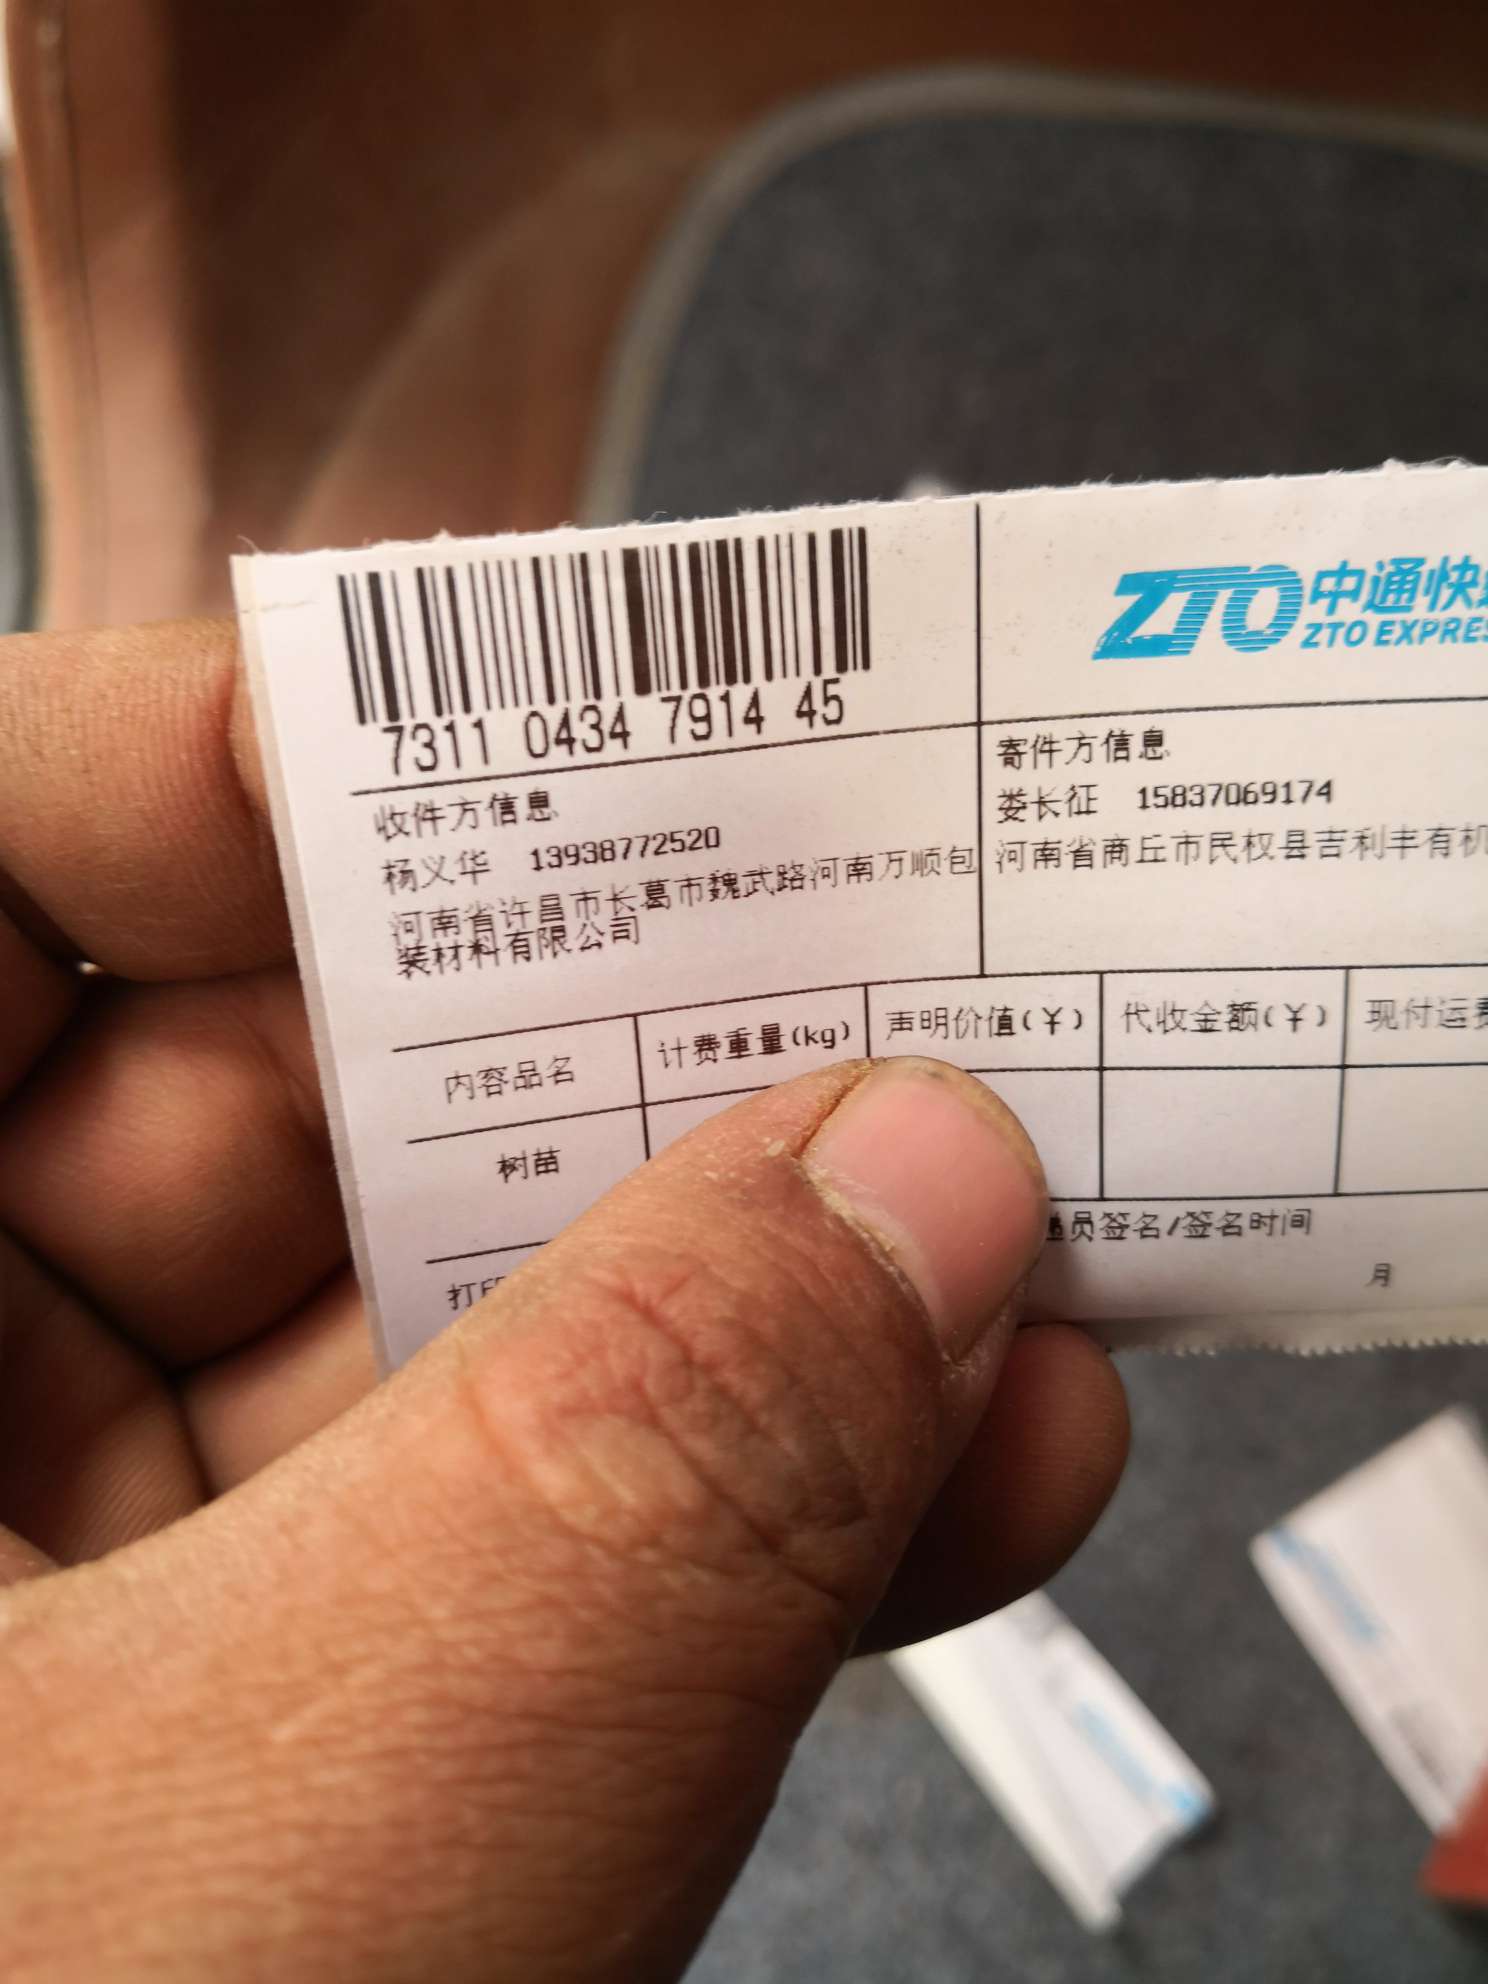 7311 0434 7914 45
中通快
ZTO EXPRES
收件方信息
杨义华 13938772520
河南省许昌市长葛市魏武路河南万顺包
装材料有限公司
寄件方信息
娄长征 15837069174
河南省商丘市民权县吉利丰有机
内容品名 计费重量(kg) 声明价值(¥) 代收金额(¥) 现付运费
树苗
员签名/签名时间
打
月